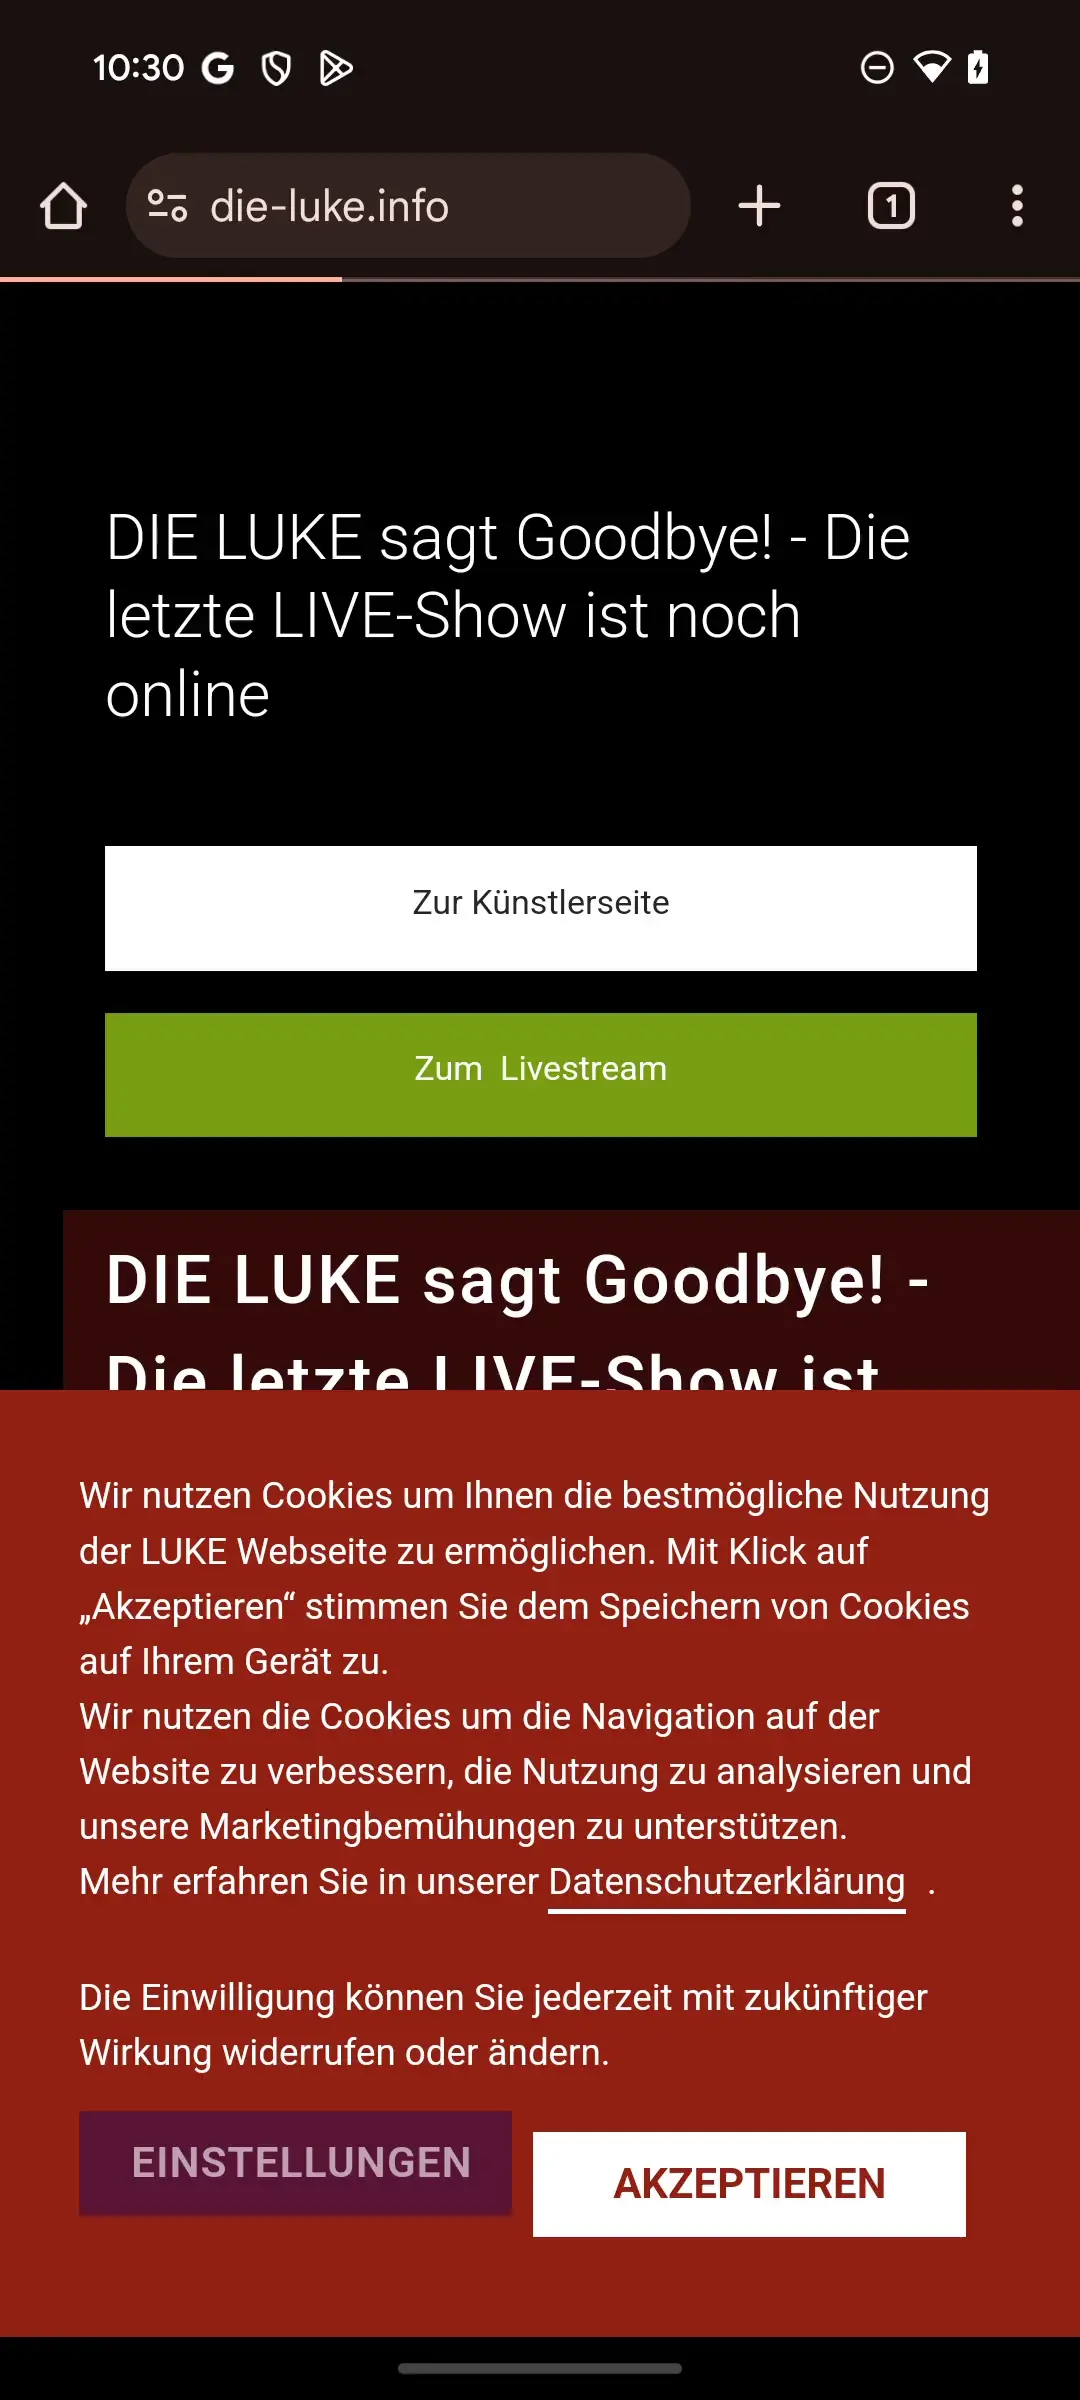 10:30
die-luke.info
1
DIE LUKE sagt Goodbye! - Die
letzte LIVE-Show ist noch
online
Zur Künstlerseite
Zum Livestream
DIE LUKE sagt Goodbye! -
Die letzte LIVE-Show ist
Wir nutzen Cookies um Ihnen die bestmögliche Nutzung
der LUKE Webseite zu ermöglichen. Mit Klick auf
„Akzeptieren“ stimmen Sie dem Speichern von Cookies
auf Ihrem Gerät zu.
Wir nutzen die Cookies um die Navigation auf der
Website zu verbessern, die Nutzung zu analysieren und
unsere Marketingbemühungen zu unterstützen.
Mehr erfahren Sie in unserer Datenschutzerklärung .
Die Einwilligung können Sie jederzeit mit zukünftiger
Wirkung widerrufen oder ändern.
EINSTELLUNGEN
AKZEPTIEREN